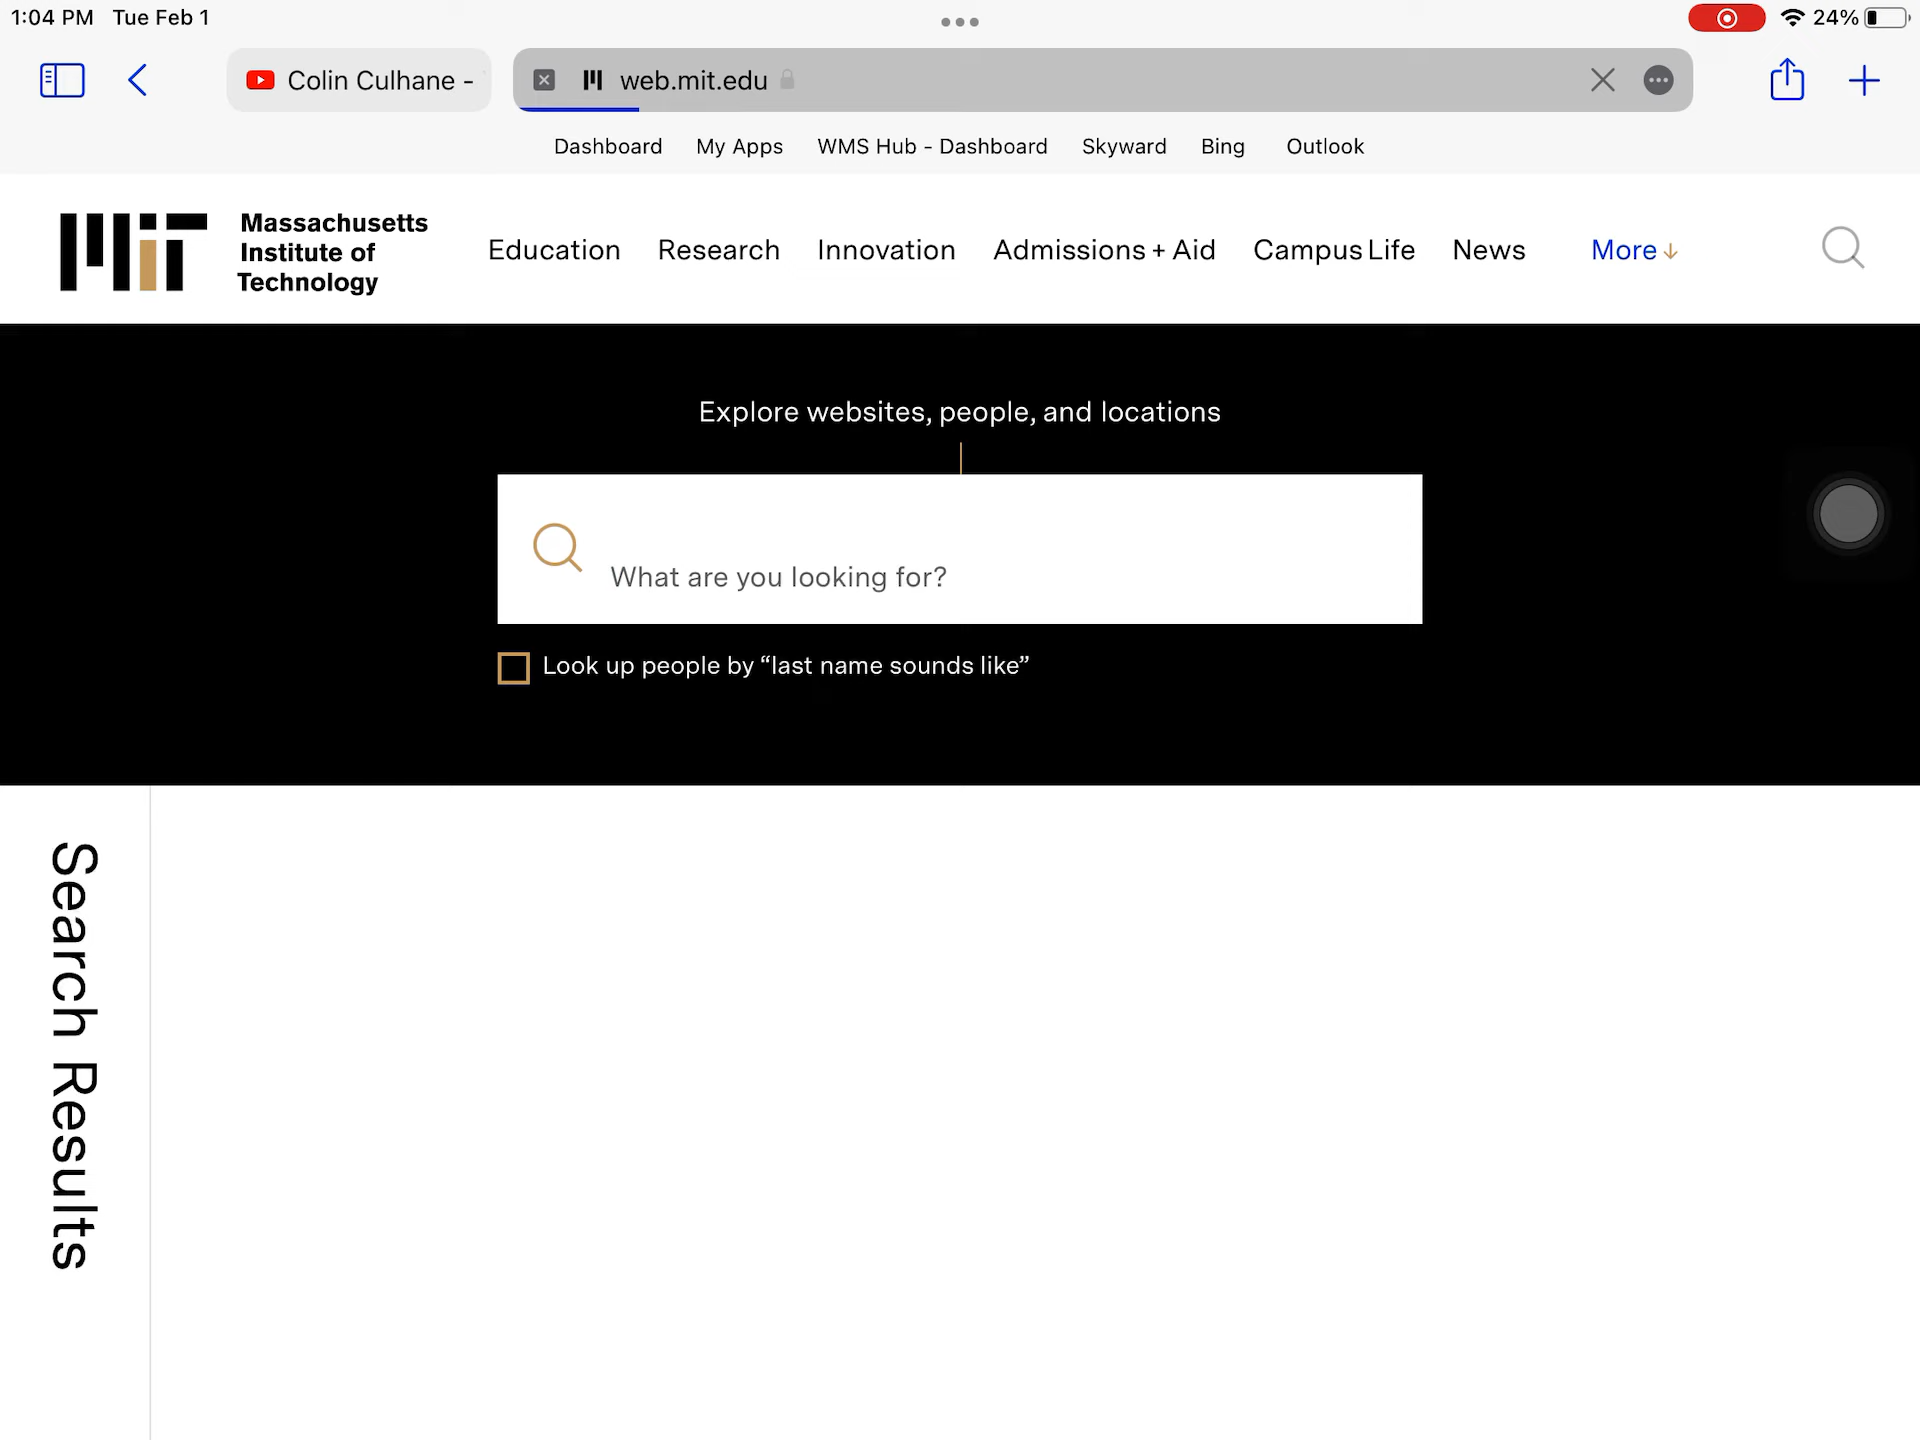 1:04 PM Tue Feb 1
24%
Colin Culhane -
web.mit.edu
Dashboard My Apps WMS Hub - Dashboard Skyward Bing Outlook
MIT
Massachusetts
Institute of
Technology
Education Research Innovation Admissions + Aid Campus Life News More
Explore websites, people, and locations
What are you looking for?
Look up people by “last name sounds like”
Search Results